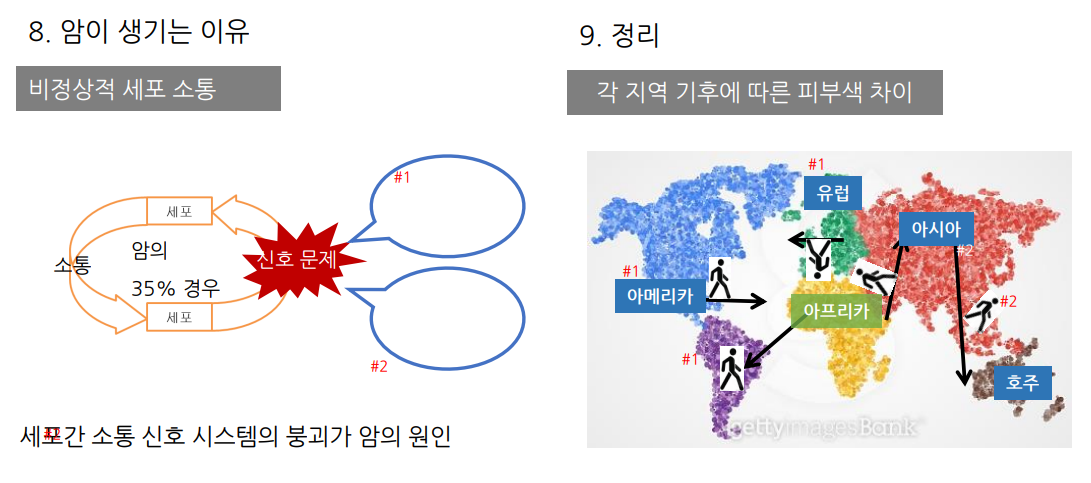 8. 암이 생기는 이유
비정상적 세포 소통
#1
세포
암의
소통
신호 문제
35% 경우
세포
#2
세포간 소통 신호 시스템의 붕괴가 암의 원인
9. 정리
각 지역 기후에 따른 피부색 차이
#1
유럽
아시아
#2
#1
아메리카
#2
아프리카
#1
호주
gettyimagesBank